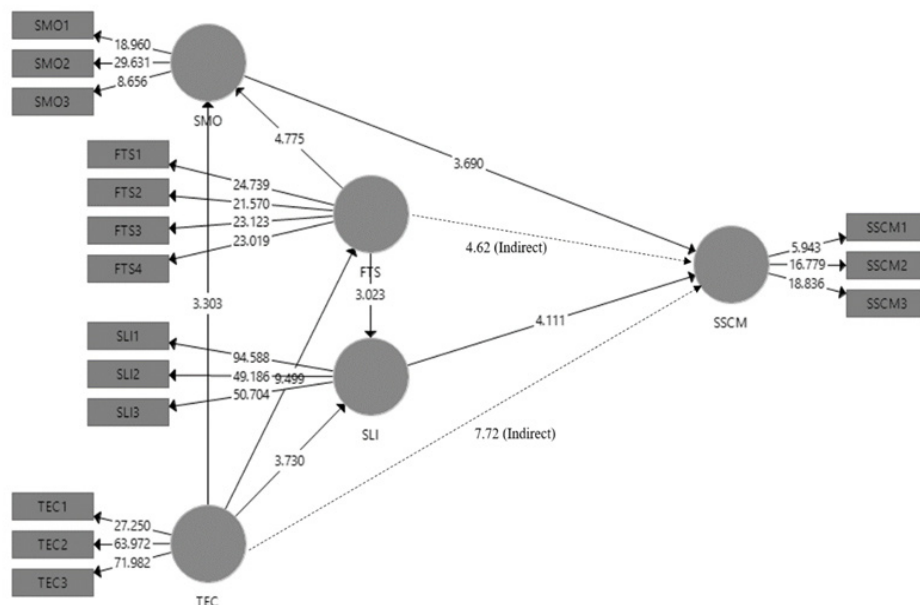 SMO1
18.960
SMO2
29.631
SMO3
8.656
SMO
4.775
3.690
FTS1
24.739
FTS2
21.570
FTS3
23.123
FTS4
23.019
FTS
4.62 (Indirect)
SSCM1
5.943
SSCM2
16.779
SSCM3
18.836
SSCM
3.303
3.023
4.111
SLI1
94.588
SLI2
49.186
SLI3
50.704
9.499
SLI
7.72 (Indirect)
3.730
TEC1
27.250
TEC2
63.972
TEC3
71.982
TEC